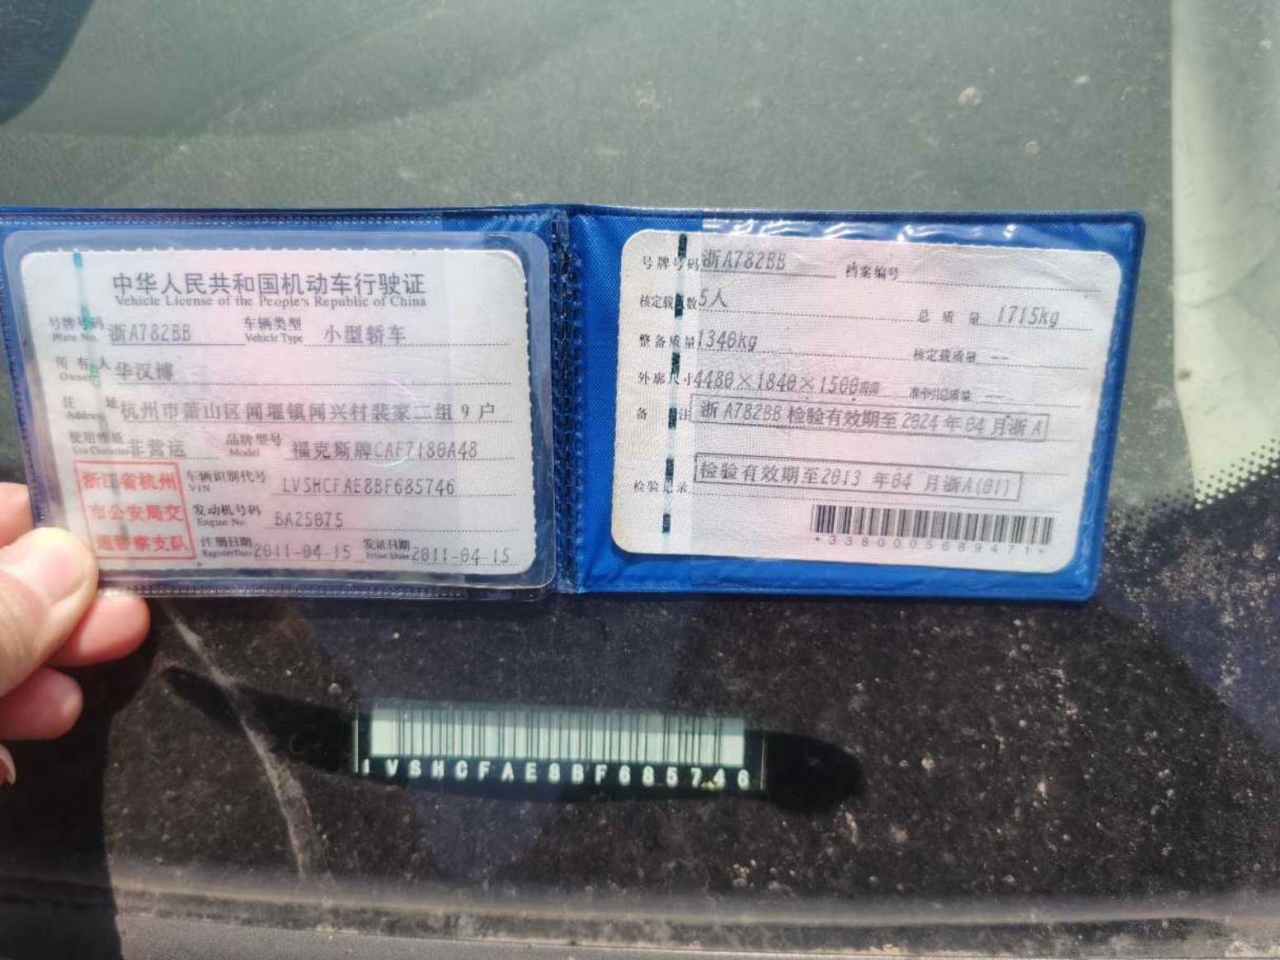 中华人民共和国机动车行驶证
Vehicle License of the People's Republic of China
号牌号码 浙A782BB 车辆类型 小型轿车
Plate No. Vehicle Type
所有人 华汉博
Owner
住址 杭州市萧山区闻堰镇闻兴村裴家二组9户
Address
使用性质 非营运 品牌型号 福克斯牌CAF7180A48
Use Character Model
浙江省杭州市公安局交通警察支队
车辆识别代号 LVSHCFAE8BF685746
VIN
发动机号码 BA25075
Engine No.
注册日期 2011-04-15 发证日期 2011-04-15
Register Date Issue Date
号牌号码 浙A782BB 档案编号
核定载人数 5人 总质量 1715kg
整备质量 1340kg 核定载质量 --
外廓尺寸 4480×1840×1500mm 准牵引总质量 --
备注 浙A782BB 检验有效期至2024年04月浙A
检验有效期至2013年04月浙A(01)
检验记录
*3380005689471*
LVSHCFAE8BF685746